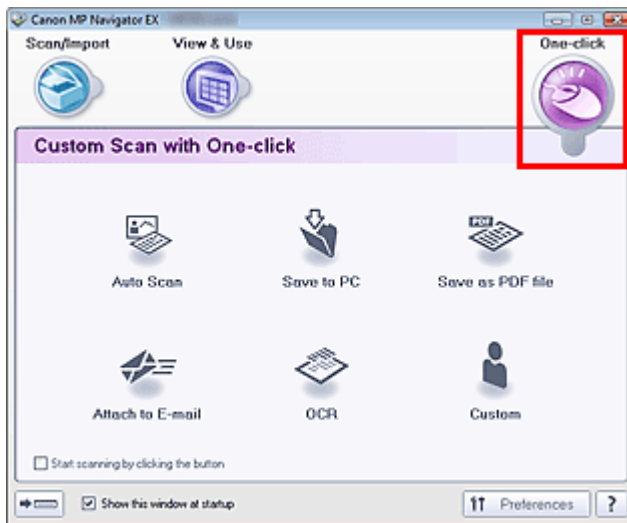 Canon MP Navigator EX
Scan/Import View & Use One-click
Custom Scan with One-click
Auto Scan Save to PC PDF Save as PDF file
Attach to E-mail OCR Custom
Start scanning by clicking the button
Show this window at startup Preferences ?